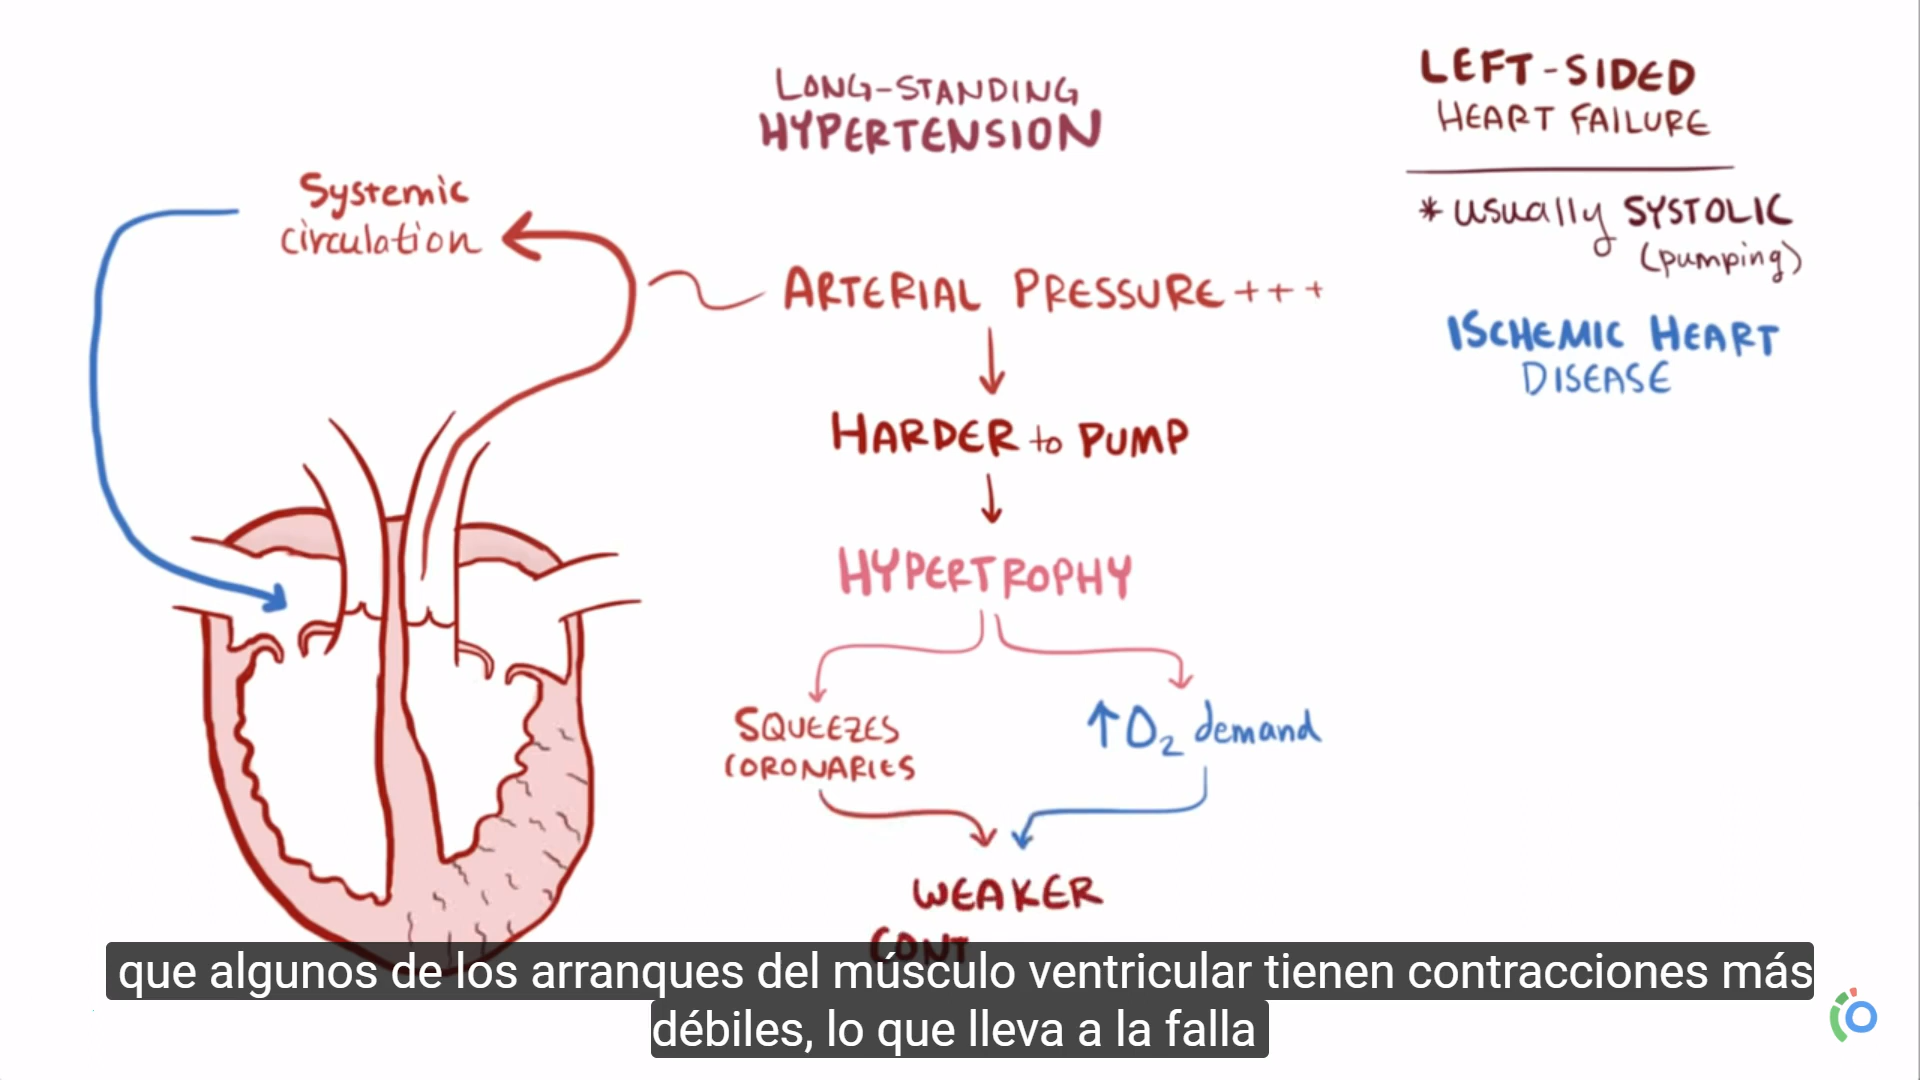 LONG-STANDING
HYPERTENSION
LEFT-SIDED
HEART FAILURE
* usually SYSTOLIC
(pumping)
ISCHEMIC HEART
DISEASE
Systemic
circulation
ARTERIAL PRESSURE + + +
HARDER to PUMP
HYPERTROPHY
SQUEEZES
CORONARIES
↑ O₂ demand
WEAKER
CONT
que algunos de los arranques del músculo ventricular tienen contracciones más
débiles, lo que lleva a la falla